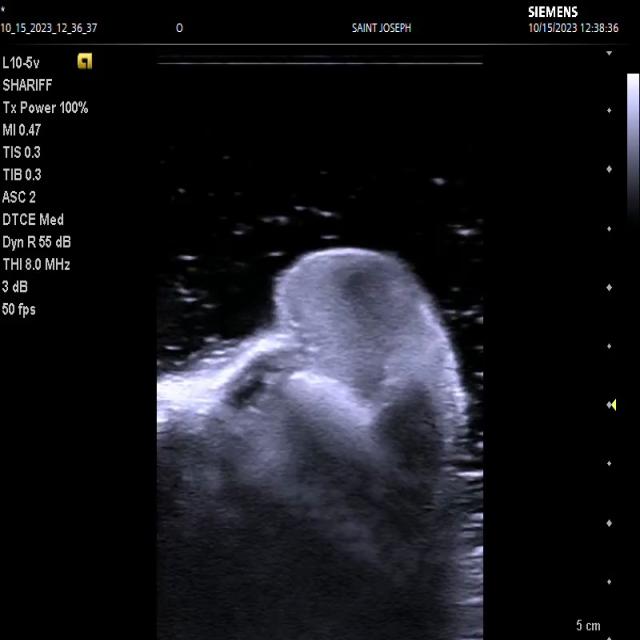 *
SIEMENS
10_15_2023_12_36_37 O SAINT JOSEPH 10/15/2023 12:38:36
L10-5v
SHARIFF
Tx Power 100%
MI 0.47
TIS 0.3
TIB 0.3
ASC 2
DTCE Med
Dyn R 55 dB
THI 8.0 MHz
3 dB
50 fps
5 cm